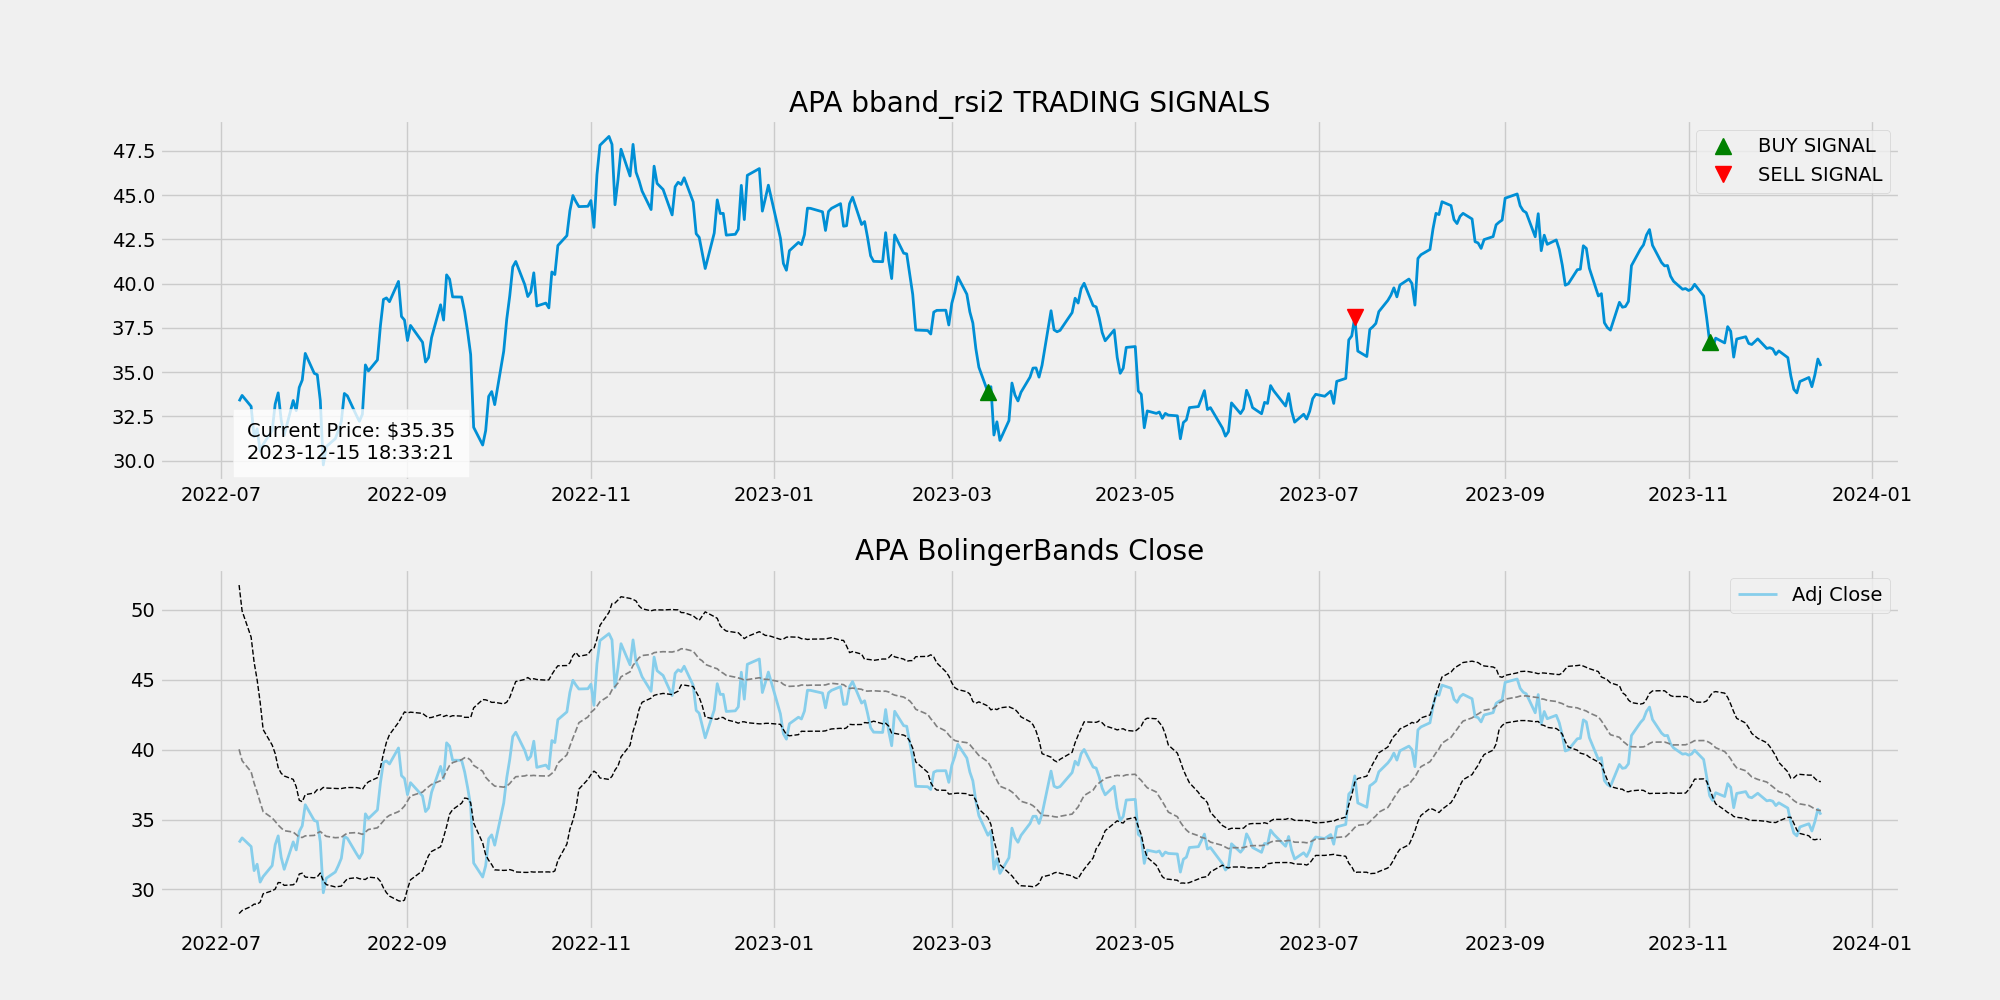 APA bband_rsi2 TRADING SIGNALS
BUY SIGNAL
SELL SIGNAL
47.5
45.0
42.5
40.0
37.5
35.0
32.5
30.0
Current Price: $35.35
2023-12-15 18:33:21
2022-07 2022-09 2022-11 2023-01 2023-03 2023-05 2023-07 2023-09 2023-11 2024-01
APA BolingerBands Close
Adj Close
50
45
40
35
30
2022-07 2022-09 2022-11 2023-01 2023-03 2023-05 2023-07 2023-09 2023-11 2024-01